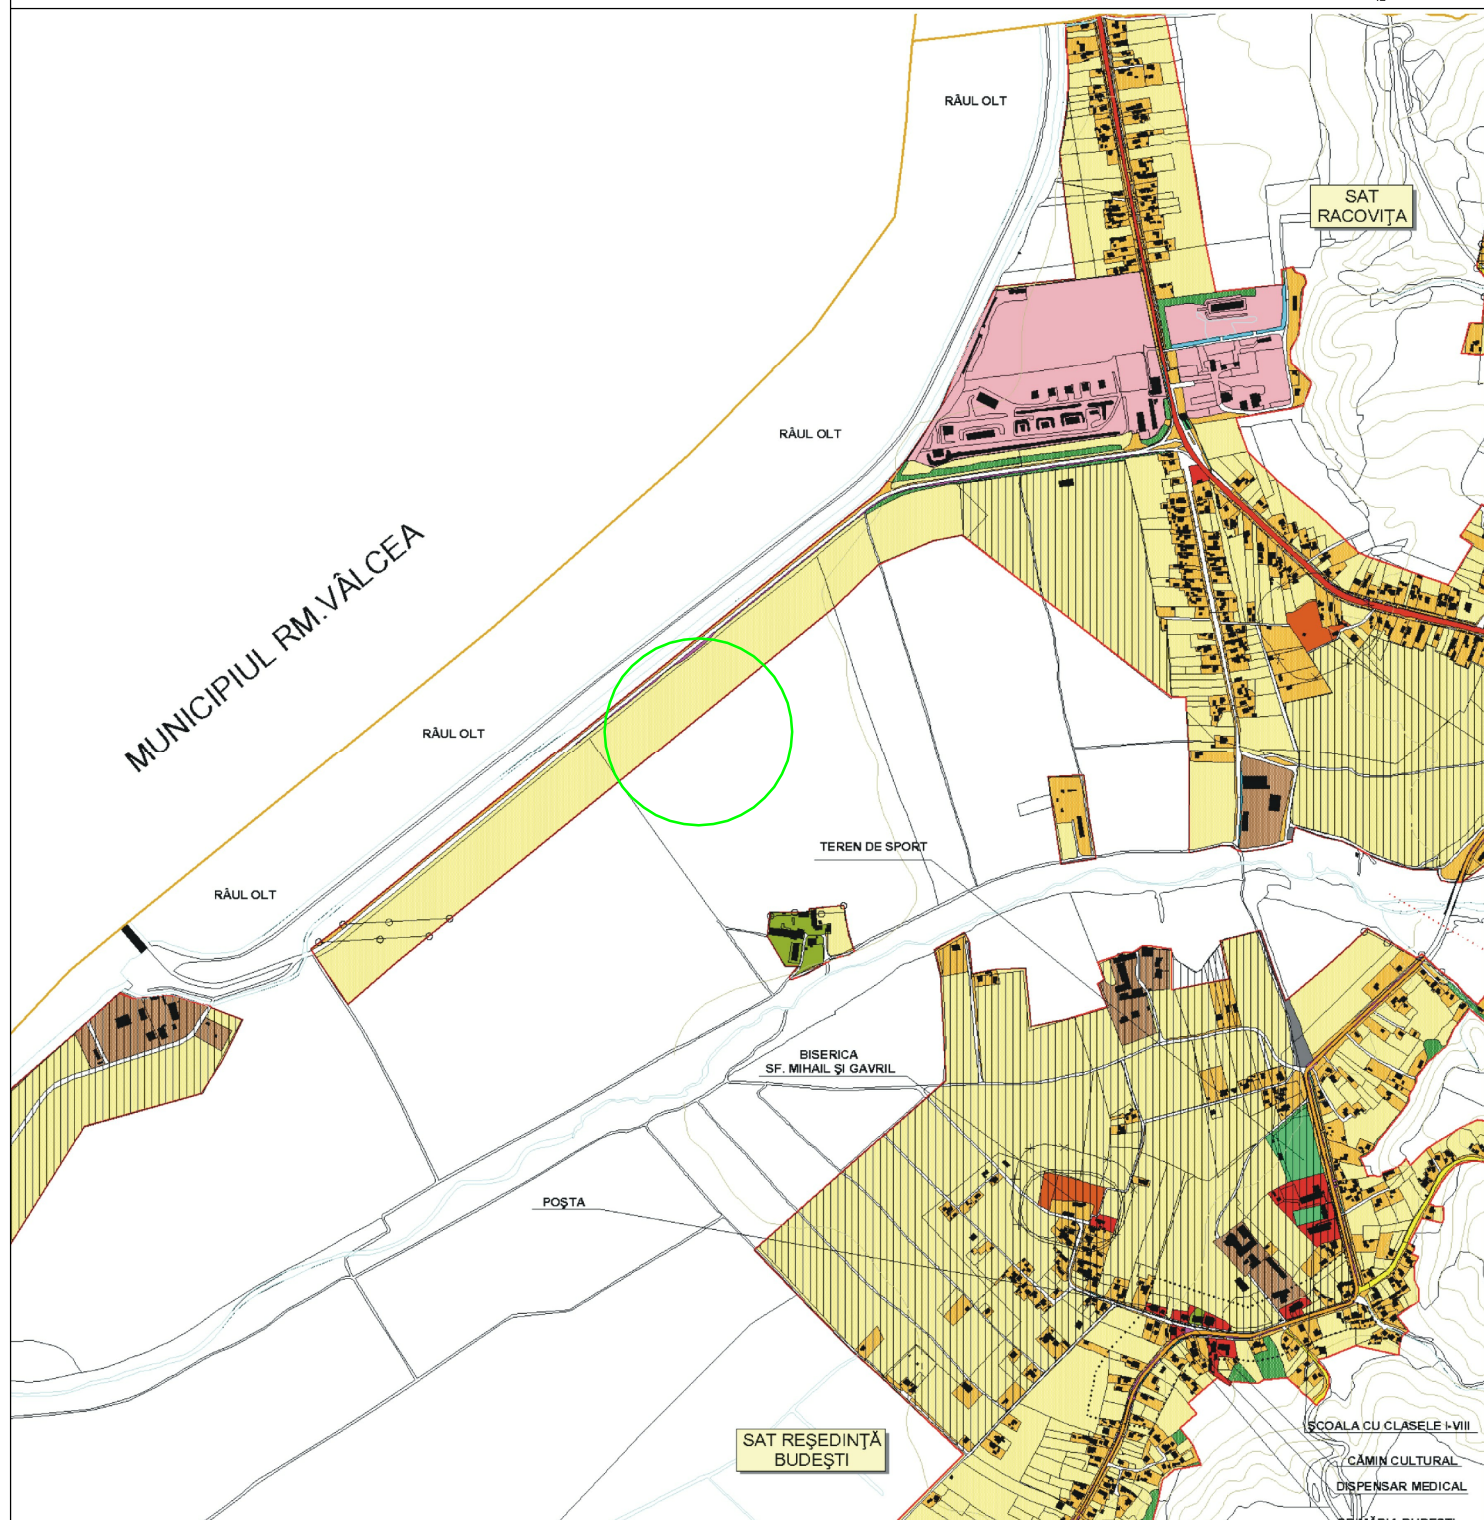 RÂUL OLT
SAT
RACOVIŢA
RÂUL OLT
MUNICIPIUL RM.VÂLCEA
RÂUL OLT
TEREN DE SPORT
RÂUL OLT
BISERICA
SF. MIHAIL ŞI GAVRIL
POŞTA
SAT REŞEDINŢĂ
BUDEŞTI
ŞCOALA CU CLASELE I-VIII
CĂMIN CULTURAL
DISPENSAR MEDICAL